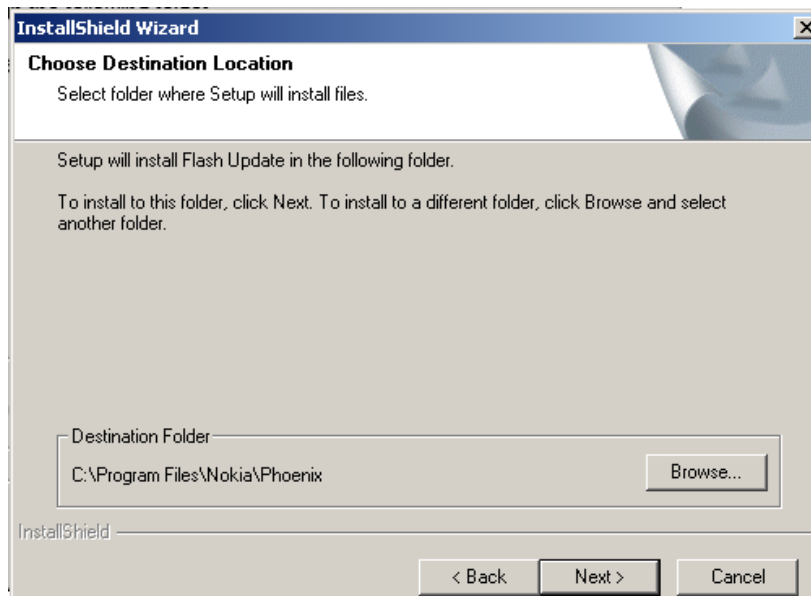 InstallShield Wizard
Choose Destination Location
Select folder where Setup will install files.
Setup will install Flash Update in the following folder.
To install to this folder, click Next. To install to a different folder, click Browse and select
another folder.
Destination Folder
C:\Program Files\Nokia\Phoenix
Browse...
InstallShield
< Back
Next >
Cancel